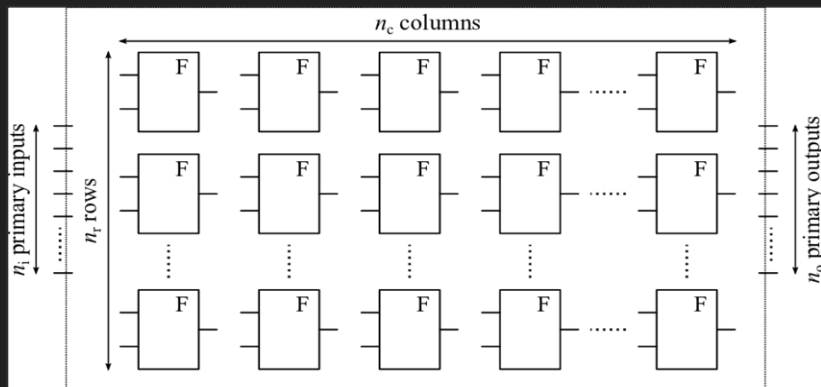 n_c columns
F F F F F
n_i primary inputs
n_r rows
F F F F F
n_o primary outputs
F F F F F